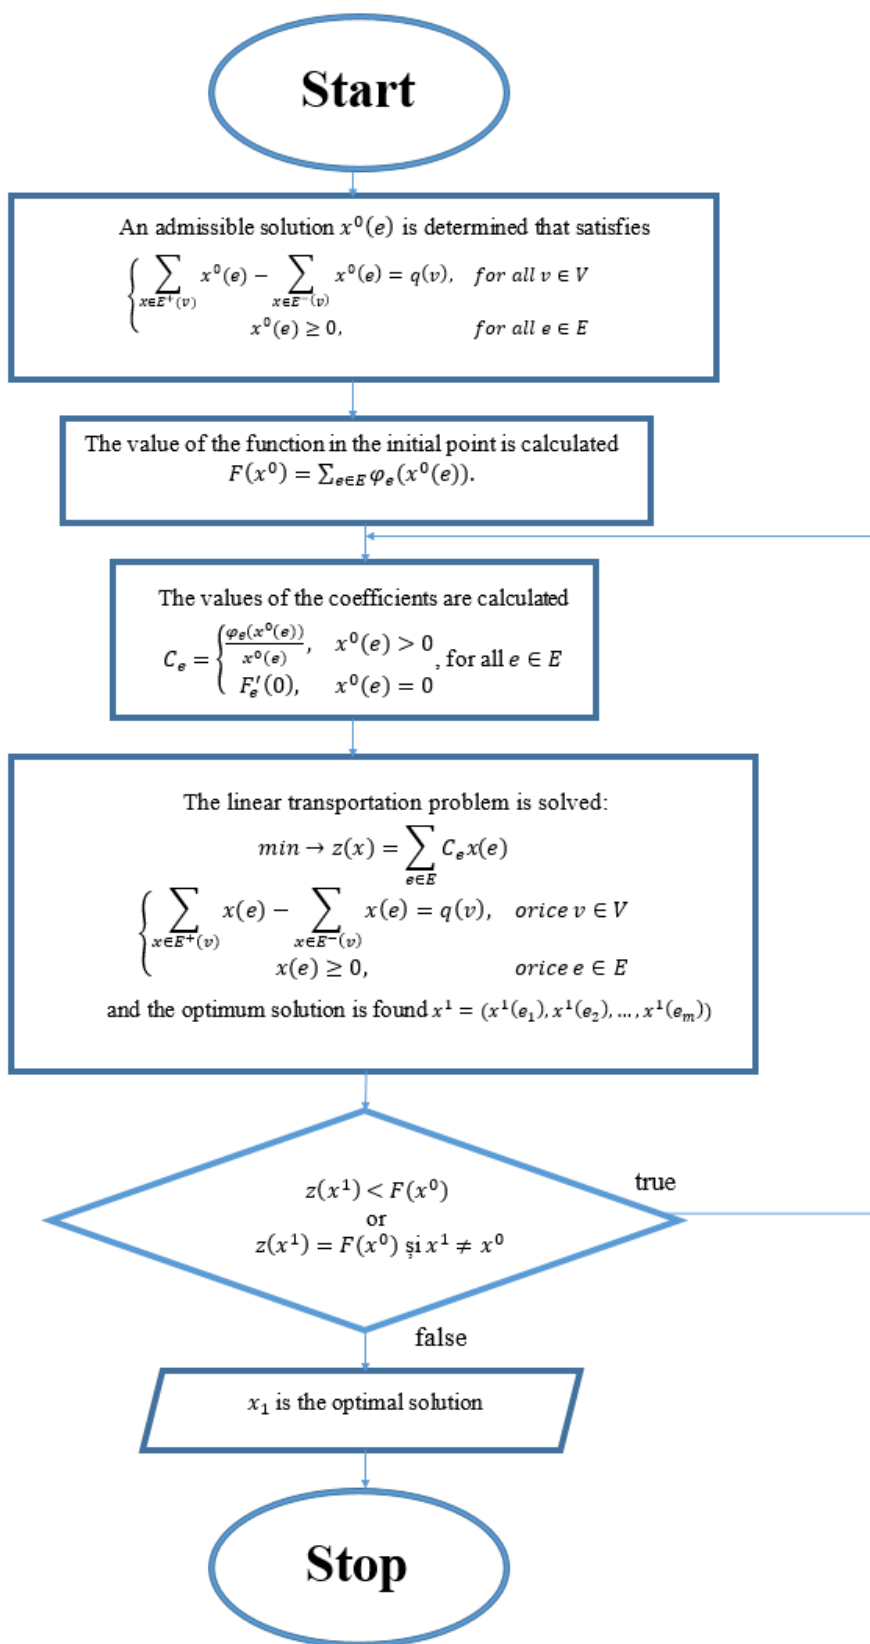 Start
An admissible solution x⁰(e) is determined that satisfies
{ ∑_{x∈E⁺(v)} x⁰(e) − ∑_{x∈E⁻(v)} x⁰(e) = q(v), for all v ∈ V
x⁰(e) ≥ 0, for all e ∈ E
The value of the function in the initial point is calculated
F(x⁰) = ∑_{e∈E} φ_e(x⁰(e)).
The values of the coefficients are calculated
C_e = { φ_e(x⁰(e)) / x⁰(e), x⁰(e) > 0
F′_e(0), x⁰(e) = 0 , for all e ∈ E
The linear transportation problem is solved:
min → z(x) = ∑_{e∈E} C_e x(e)
{ ∑_{x∈E⁺(v)} x(e) − ∑_{x∈E⁻(v)} x(e) = q(v), orice v ∈ V
x(e) ≥ 0, orice e ∈ E
and the optimum solution is found x¹ = (x¹(e₁), x¹(e₂), ..., x¹(e_m))
z(x¹) < F(x⁰)
or
z(x¹) = F(x⁰) și x¹ ≠ x⁰
true
false
x₁ is the optimal solution
Stop